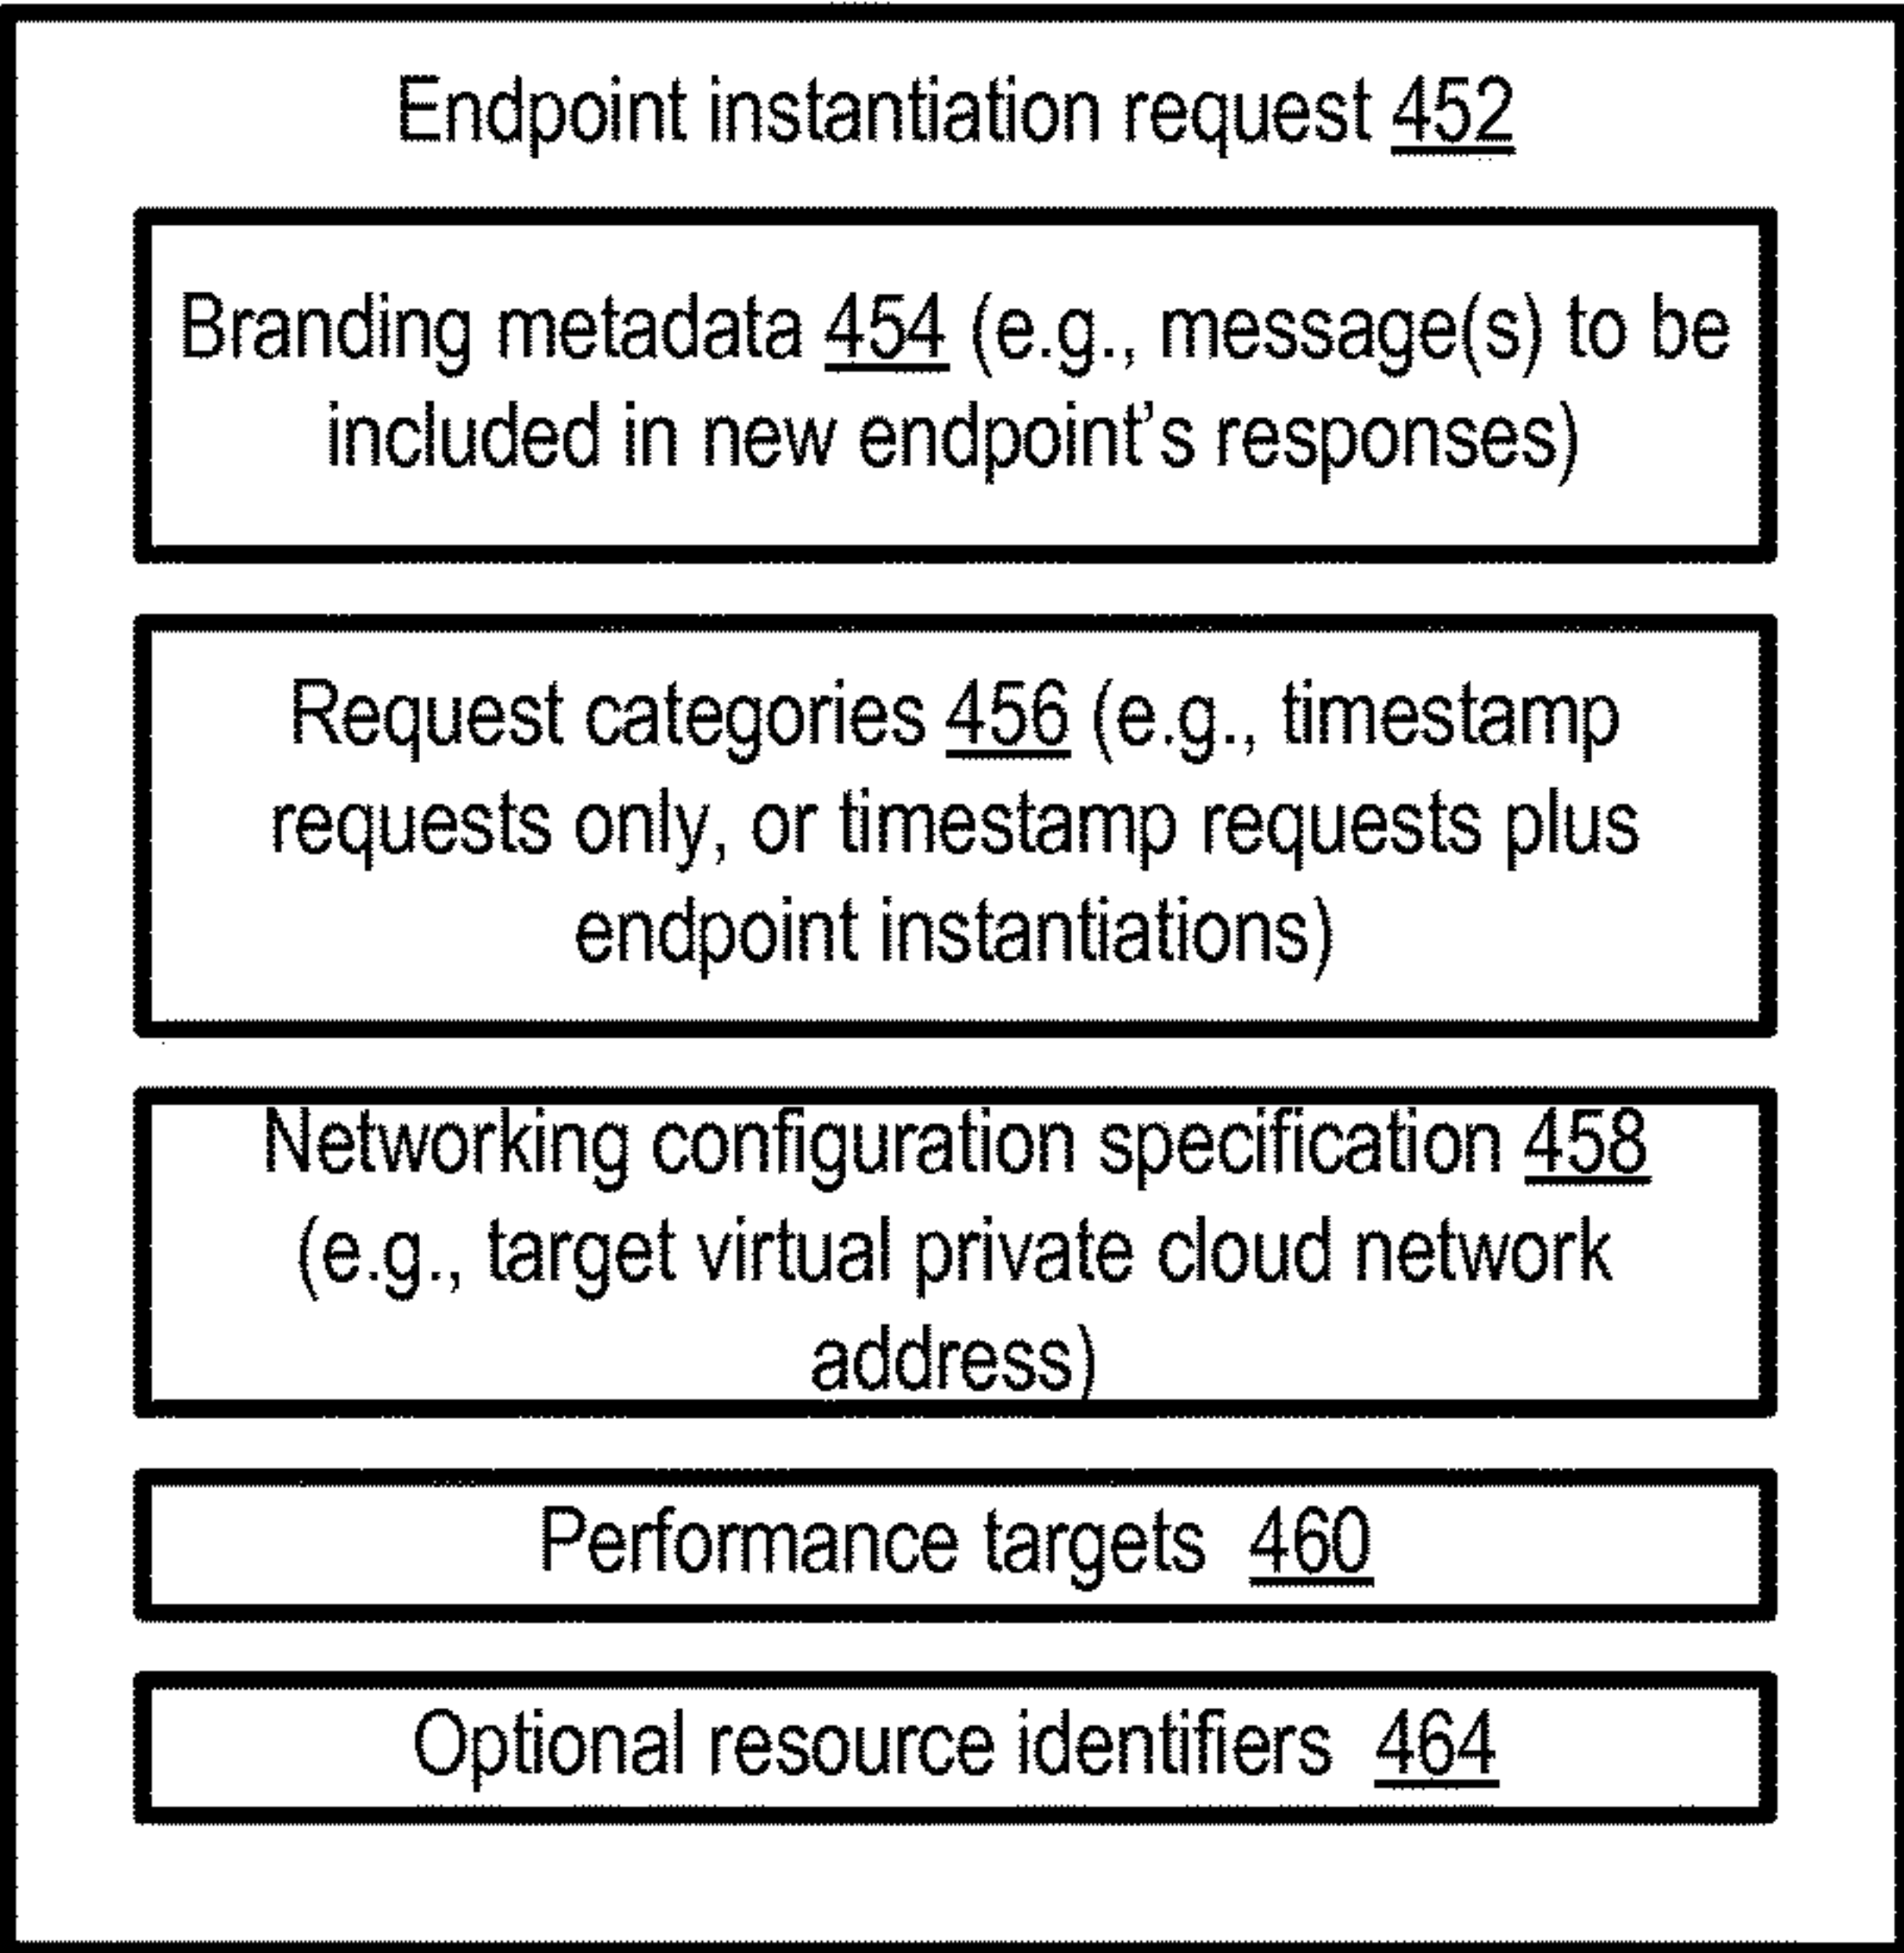 Endpoint instantiation request 452
Branding metadata 454 (e.g., message(s) to be
included in new endpoint's responses)
Request categories 456 (e.g., timestamp
requests only, or timestamp requests plus
endpoint instantiations)
Networking configuration specification 458
(e.g., target virtual private cloud network
address)
Performance targets 460
Optional resource identifiers 464